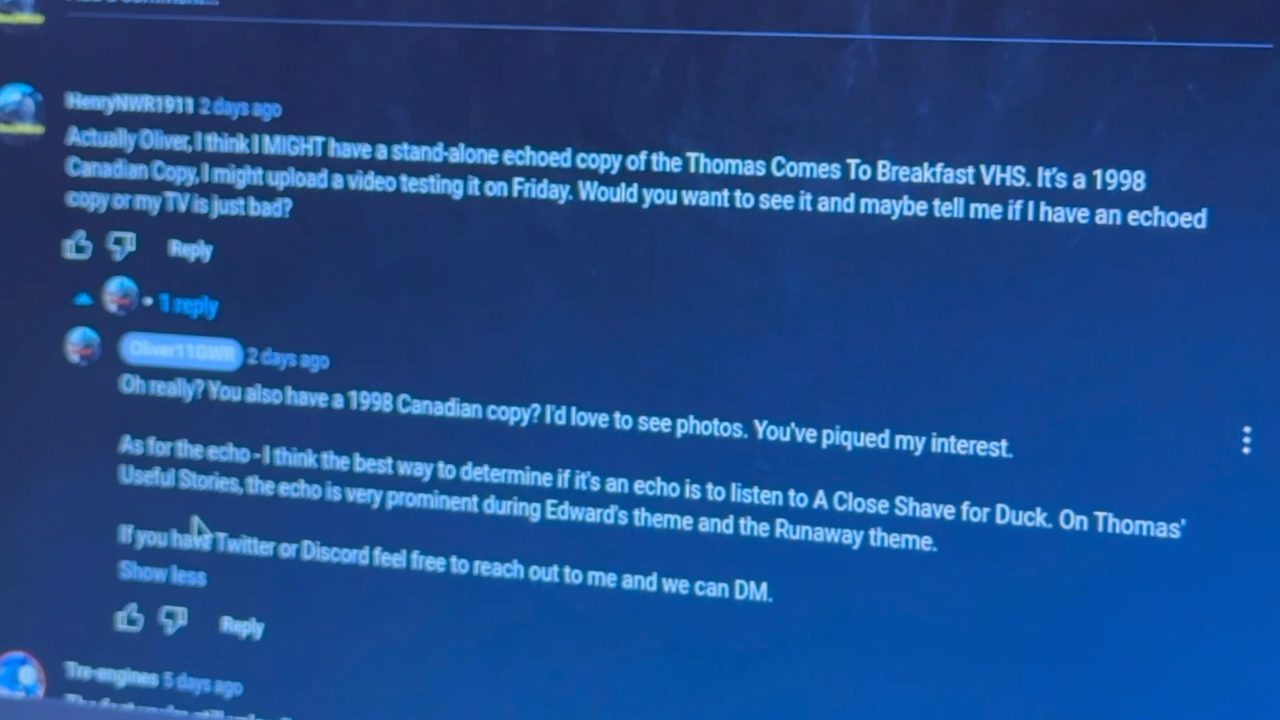 HenryNWR1911 2 days ago
Actually Oliver, I think I MIGHT have a stand-alone echoed copy of the Thomas Comes To Breakfast VHS. It's a 1998
Canadian Copy, I might upload a video testing it on Friday. Would you want to see it and maybe tell me if I have an echoed
copy or my TV is just bad?
Reply
• 1 reply
Oliver11GWR 2 days ago
Oh really? You also have a 1998 Canadian copy? I'd love to see photos. You've piqued my interest.
As for the echo - I think the best way to determine if it's an echo is to listen to A Close Shave for Duck. On Thomas'
Useful Stories, the echo is very prominent during Edward's theme and the Runaway theme.
If you have Twitter or Discord feel free to reach out to me and we can DM.
Show less
Reply
Tre-engines 5 days ago